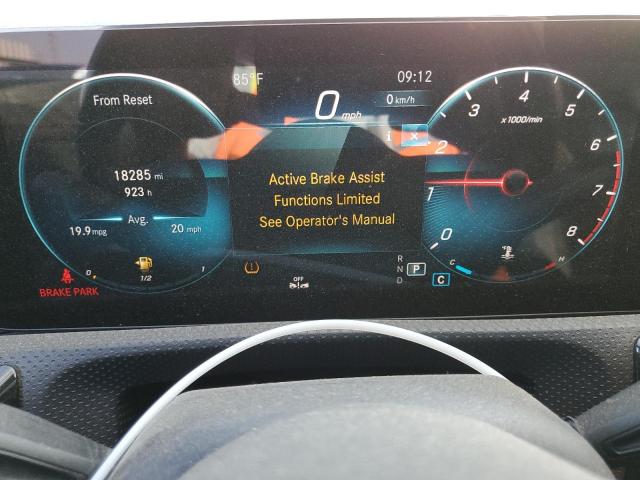 85°F
09:12
From Reset
0 mph
0 km/h
i ×
18285 mi
923 h
Avg.
19.9 mpg 20 mph
0 1/2 1
BRAKE PARK
Active Brake Assist
Functions Limited
See Operator's Manual
OFF
R
N
D
P
C
0 1 2 3 4 5 6 7 8
x1000/min
C H